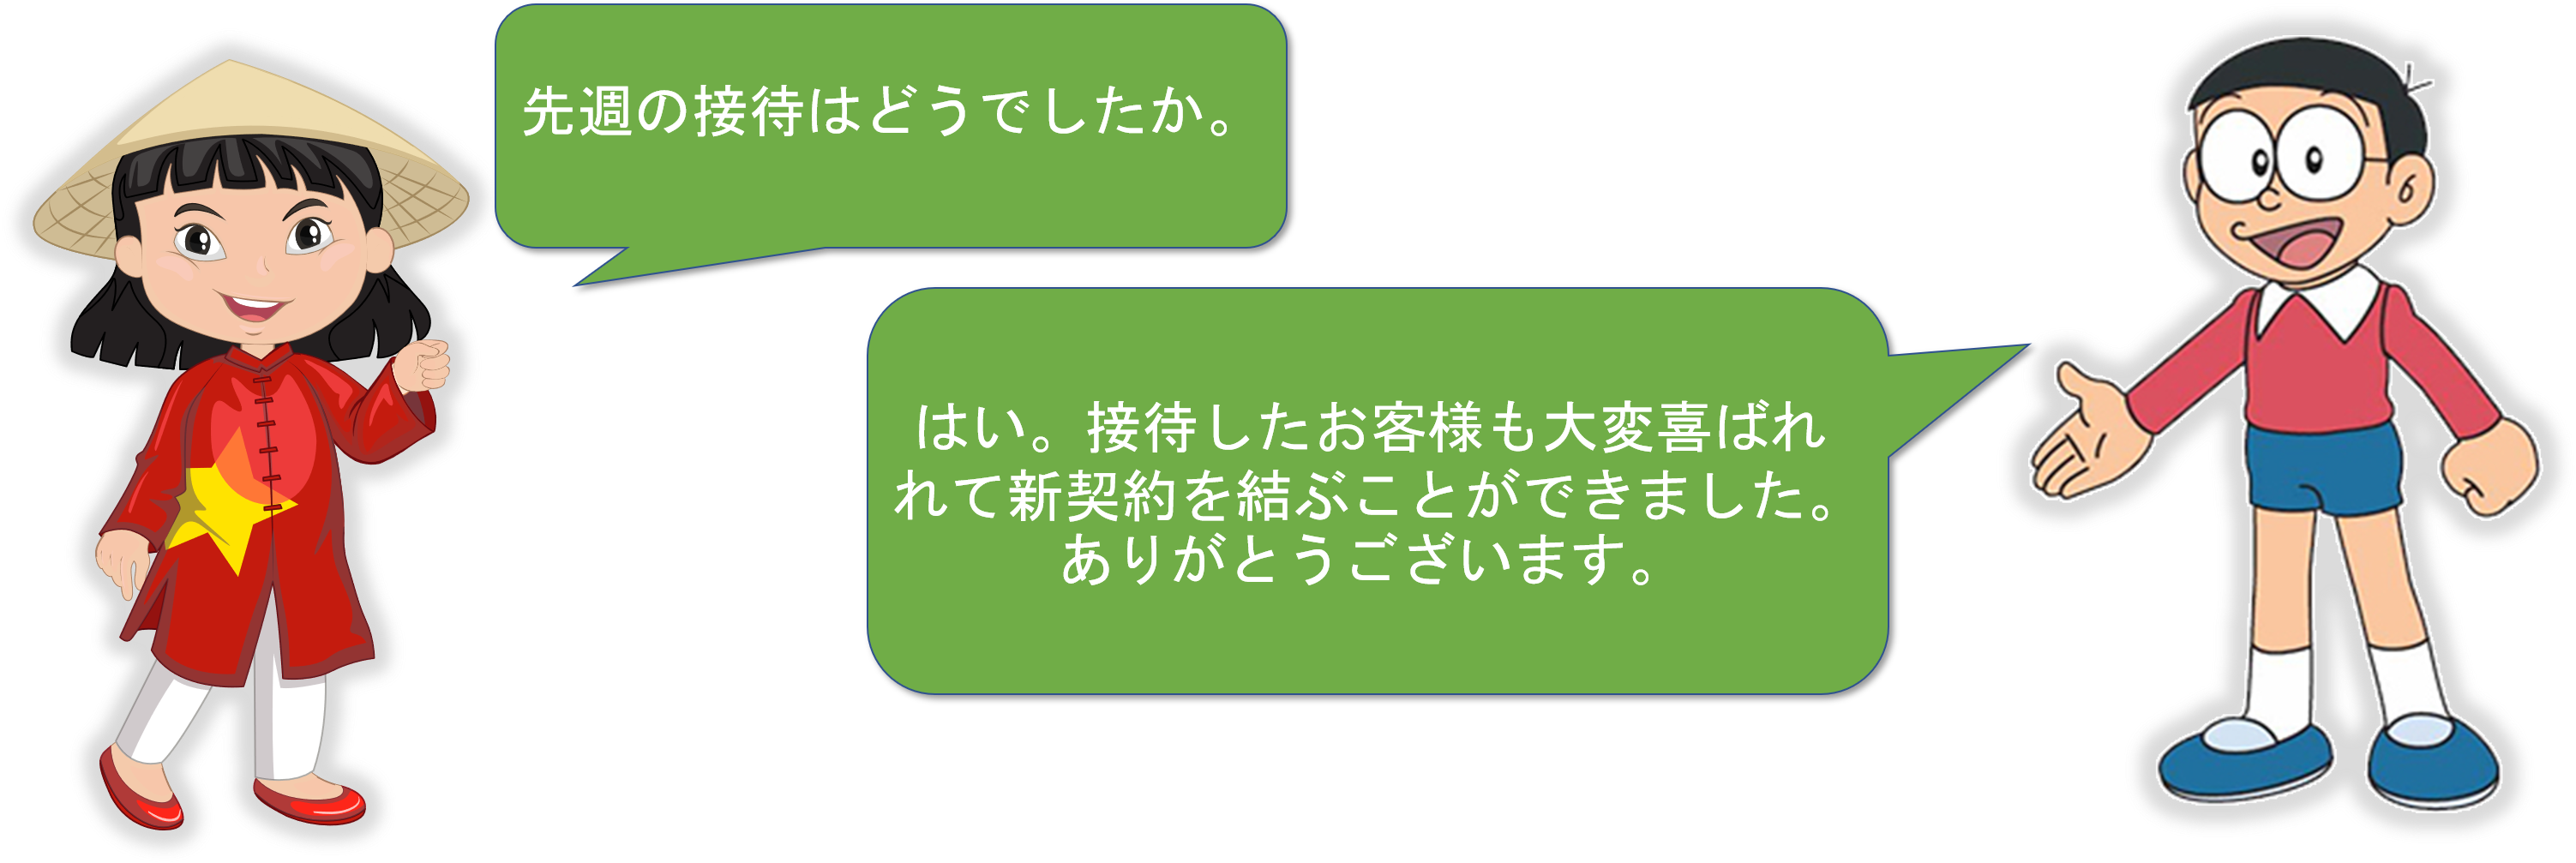 先週の接待はどうでしたか。
はい。接待したお客様も大変喜ばれ
れて新契約を結ぶことができました。
ありがとうございます。